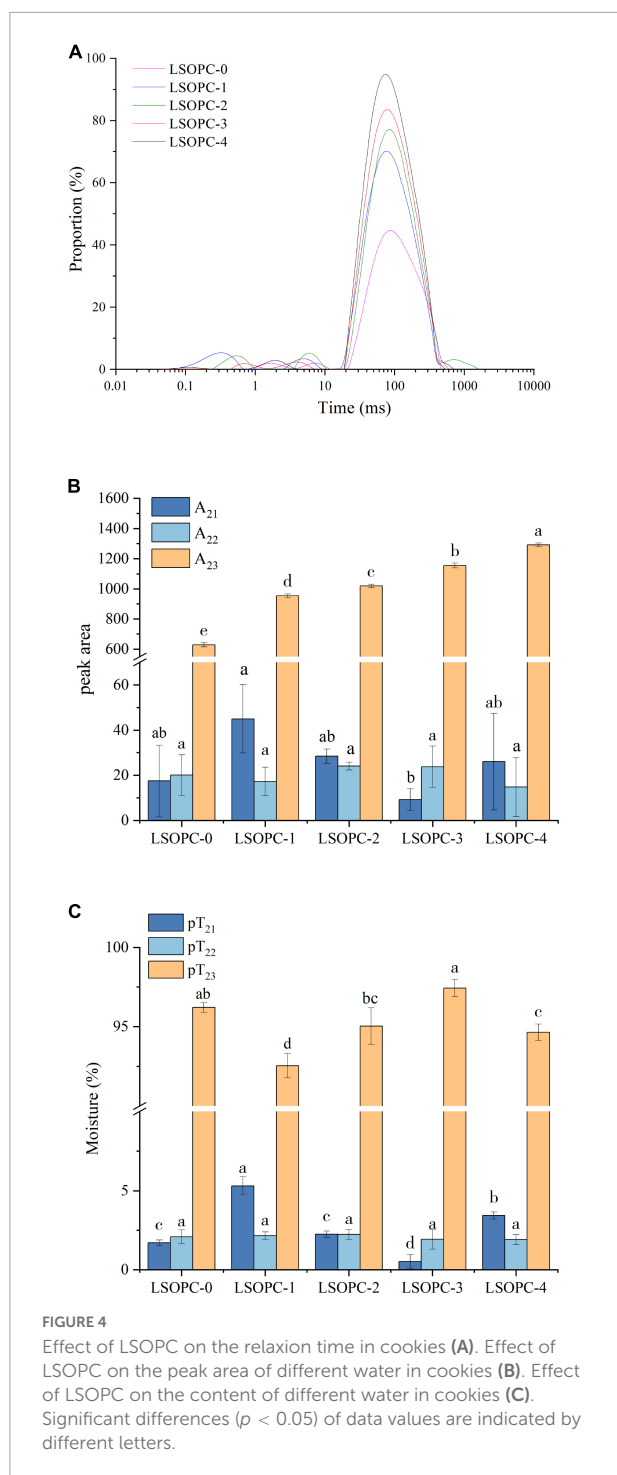 A
LSOPC-0
LSOPC-1
LSOPC-2
LSOPC-3
LSOPC-4
100
80
60
40
20
0
Proportion (%)
0.01 0.1 1 10 100 1000 10000
Time (ms)
B
A21
A22
A23
1600
1400
1200
1000
800
600
60
40
20
0
peak area
ab a e
a a d
ab a c
b a b
ab a a
LSOPC-0 LSOPC-1 LSOPC-2 LSOPC-3 LSOPC-4
C
pT21
pT22
pT23
100
95
5
0
Moisture (%)
c a ab
a a d
c a bc
d a a
b a c
LSOPC-0 LSOPC-1 LSOPC-2 LSOPC-3 LSOPC-4
FIGURE 4
Effect of LSOPC on the relaxion time in cookies (A). Effect of
LSOPC on the peak area of different water in cookies (B). Effect
of LSOPC on the content of different water in cookies (C).
Significant differences (p < 0.05) of data values are indicated by
different letters.